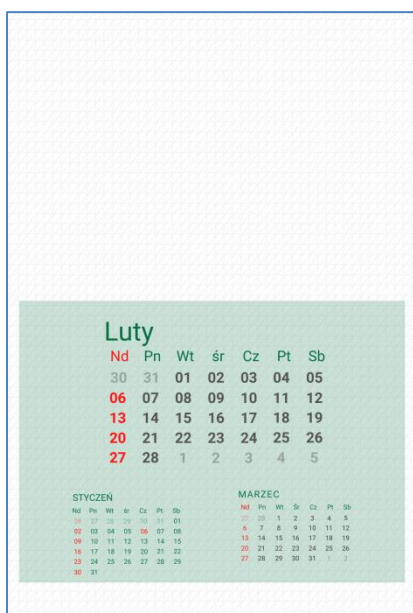 Luty
Nd Pn Wt śr Cz Pt Sb
30 31 01 02 03 04 05
06 07 08 09 10 11 12
13 14 15 16 17 18 19
20 21 22 23 24 25 26
27 28 1 2 3 4 5
STYCZEŃ
Nd Pn Wt śr Cz Pt Sb
26 27 28 29 30 31 01
02 03 04 05 06 07 08
09 10 11 12 13 14 15
16 17 18 19 20 21 22
23 24 25 26 27 28 29
30 31
MARZEC
Nd Pn Wt Śr Cz Pt Sb
27 28 1 2 3 4 5
6 7 8 9 10 11 12
13 14 15 16 17 18 19
20 21 22 23 24 25 26
27 28 29 30 31 1 2